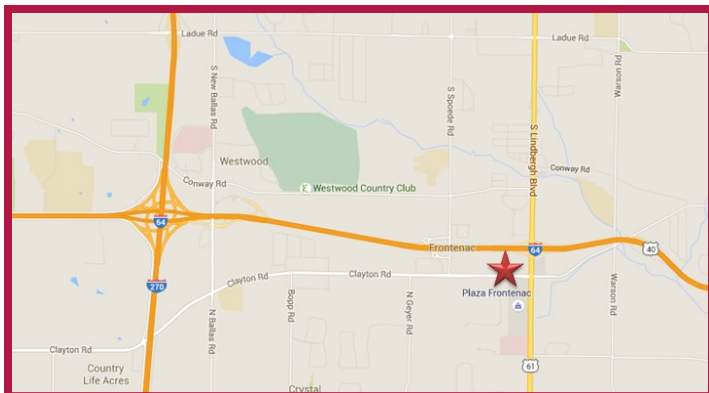 Ladue Rd
Ladue Rd
S New Ballas Rd
S Spoede Rd
Warson Rd
S Lindbergh Blvd
Westwood
Conway Rd
Conway Rd
Westwood Country Club
64
Frontenac
64
40
Clayton Rd
Clayton Rd
270
Plaza Frontenac
Bopp Rd
N Geyer Rd
Warson Rd
N Ballas Rd
Clayton Rd
Country
Life Acres
61
Crystal